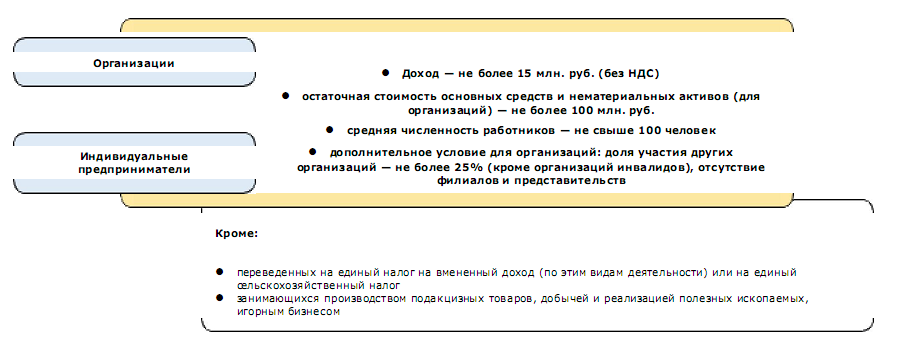 Организации
Индивидуальные
предприниматели
● Доход — не более 15 млн. руб. (без НДС)
● остаточная стоимость основных средств и нематериальных активов (для
организаций) — не более 100 млн. руб.
● средняя численность работников — не свыше 100 человек
● дополнительное условие для организаций: доля участия других
организаций — не более 25% (кроме организаций инвалидов), отсутствие
филиалов и представительств
Кроме:
● переведенных на единый налог на вмененный доход (по этим видам деятельности) или на единый
сельскохозяйственный налог
● занимающихся производством подакцизных товаров, добычей и реализацией полезных ископаемых,
игорным бизнесом